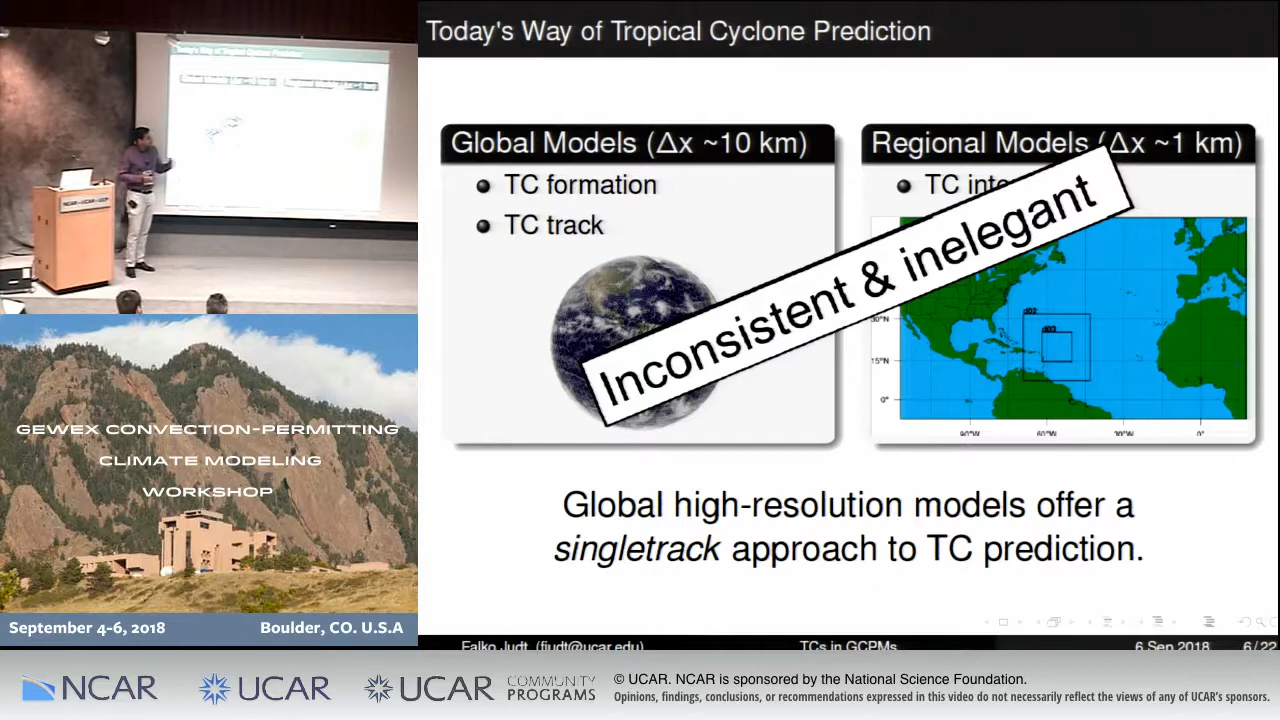 Today's Way of Tropical Cyclone Prediction
Global Models (Δx ~10 km)
TC formation
TC track
Regional Models (Δx ~1 km)
TC
Inconsistent & inelegant
d02
d03
30°N
15°N
0°
90°W
60°W
30°W
0°
Global high-resolution models offer a
singletrack approach to TC prediction.
Falko Judt (fjudt@ucar.edu)
TCs in GCPMs
6 Sep 2018
6/22
NCAR-UCAR-UCP
GEWEX CONVECTION-PERMITTING
CLIMATE MODELING
WORKSHOP
September 4-6, 2018
Boulder, CO. U.S.A
NCAR
UCAR
UCAR
COMMUNITY
PROGRAMS
© UCAR. NCAR is sponsored by the National Science Foundation.
Opinions, findings, conclusions, or recommendations expressed in this video do not necessarily reflect the views of any of UCAR's sponsors.